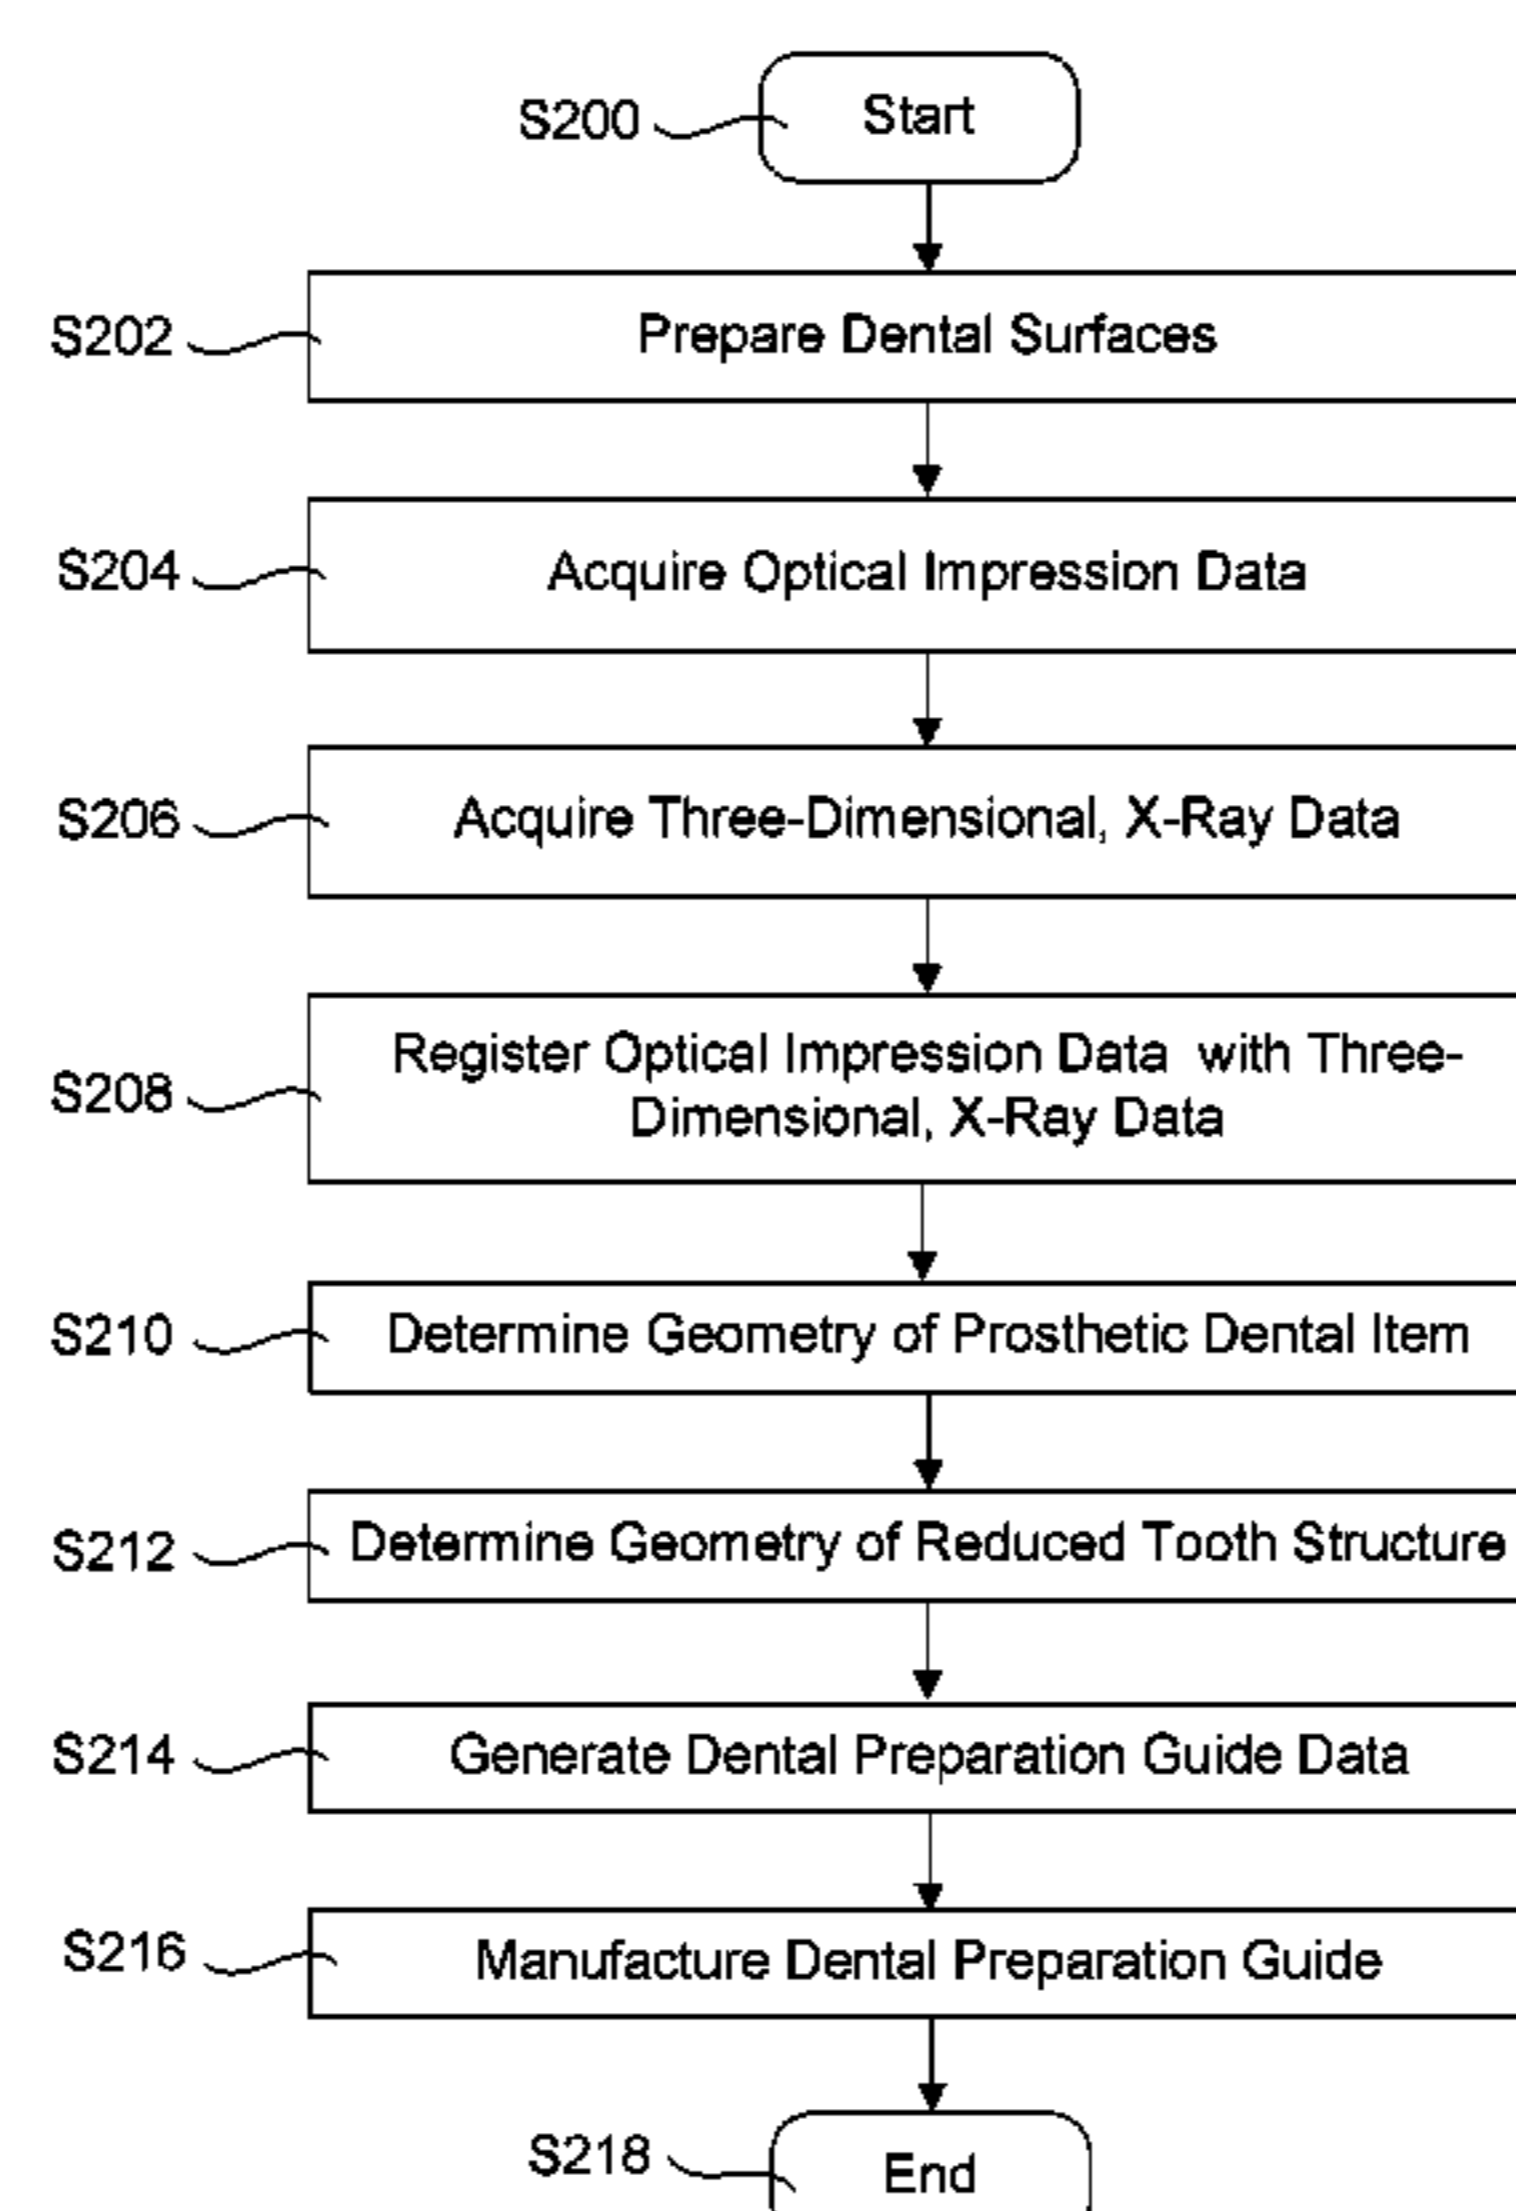 S200 Start
S202 Prepare Dental Surfaces
S204 Acquire Optical Impression Data
S206 Acquire Three-Dimensional, X-Ray Data
S208 Register Optical Impression Data with Three-
Dimensional, X-Ray Data
S210 Determine Geometry of Prosthetic Dental Item
S212 Determine Geometry of Reduced Tooth Structure
S214 Generate Dental Preparation Guide Data
S216 Manufacture Dental Preparation Guide
S218 End